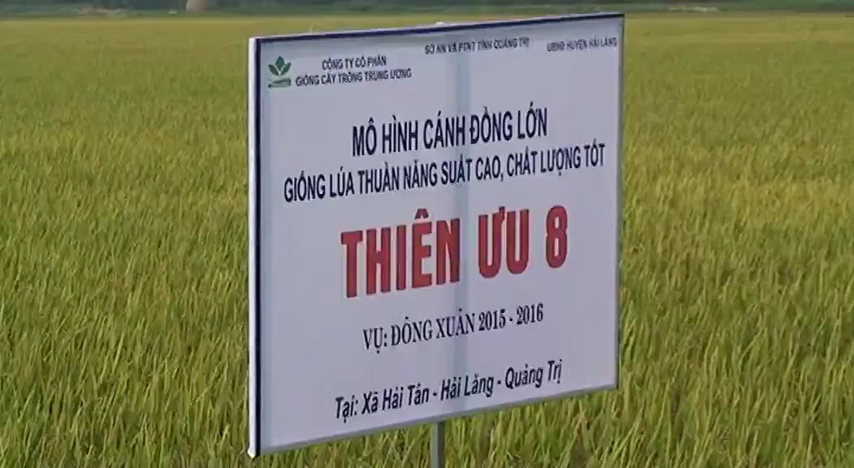 CÔNG TY CỔ PHẦN
GIỐNG CÂY TRỒNG TRUNG ƯƠNG
SỞ NN VÀ PTNT TỈNH QUẢNG TRỊ
UBND HUYỆN HẢI LĂNG
MÔ HÌNH CÁNH ĐỒNG LỚN
GIỐNG LÚA THUẦN NĂNG SUẤT CAO, CHẤT LƯỢNG TỐT
THIÊN ƯU 8
VỤ: ĐÔNG XUÂN 2015 - 2016
Tại: Xã Hải Tân - Hải Lăng - Quảng Trị